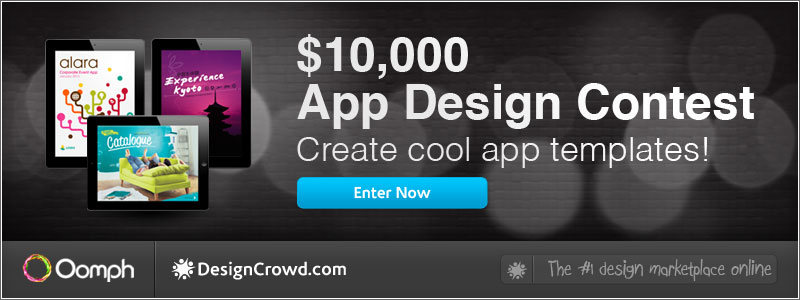 alara
Corporate Event App
Experience
Kyoto
Catalogue
$10,000
App Design Contest
Create cool app templates!
Enter Now
Oomph
DesignCrowd.com
The #1 design marketplace online